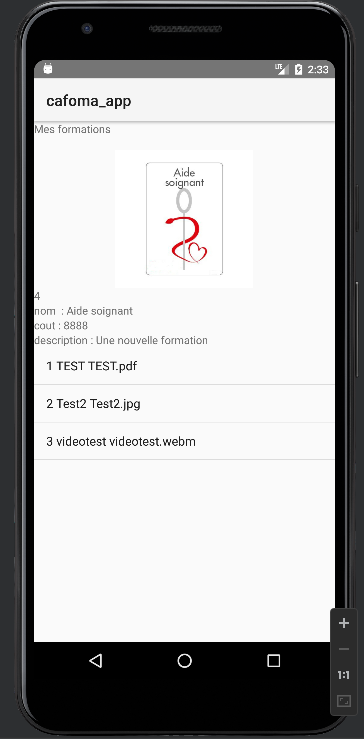 LTE 2:33
cafoma_app
Mes formations
Aide
soignant
4
nom : Aide soignant
cout : 8888
description : Une nouvelle formation
1 TEST TEST.pdf
2 Test2 Test2.jpg
3 videotest videotest.webm
1:1